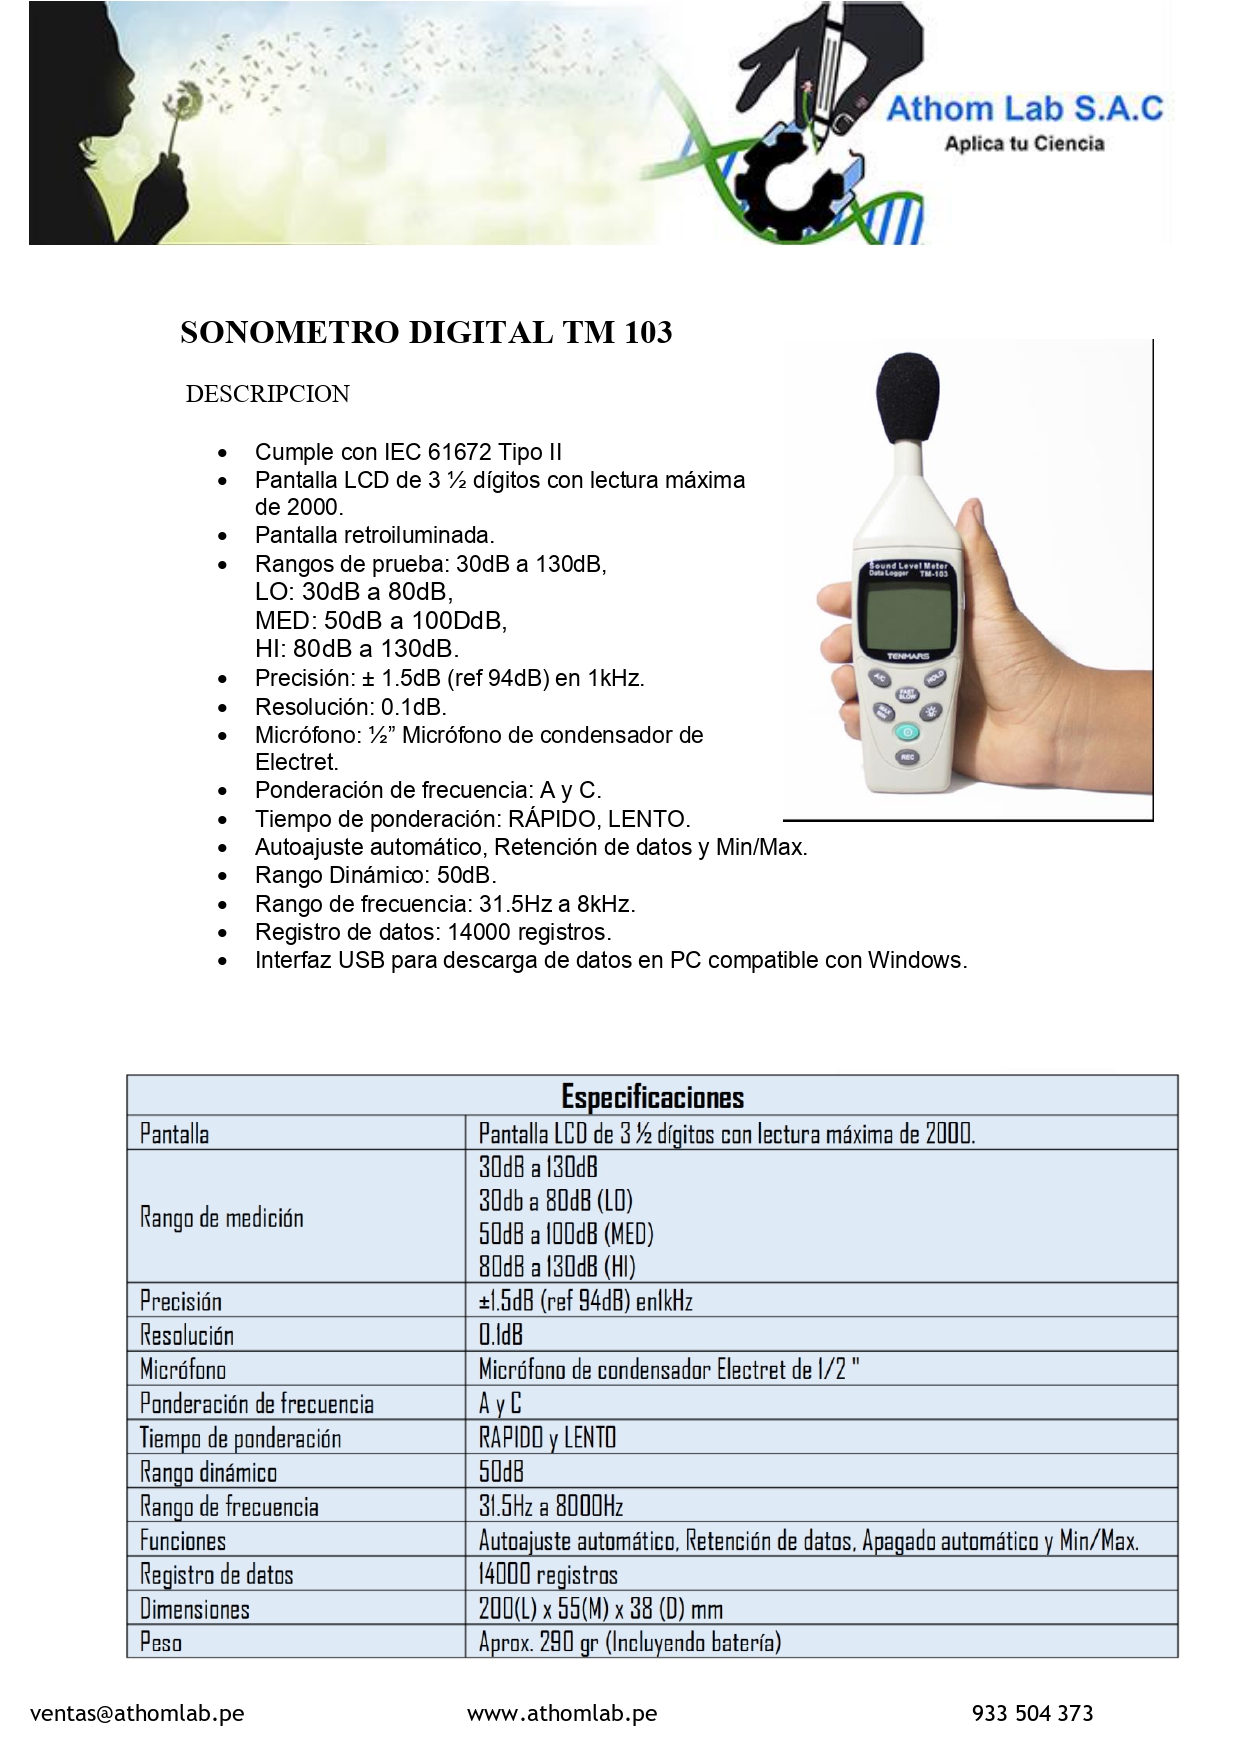 Athom Lab S.A.C
Aplica tu Ciencia
SONOMETRO DIGITAL TM 103
DESCRIPCION
• Cumple con IEC 61672 Tipo II
• Pantalla LCD de 3 ½ dígitos con lectura máxima
de 2000.
• Pantalla retroiluminada.
• Rangos de prueba: 30dB a 130dB,
LO: 30dB a 80dB,
MED: 50dB a 100DdB,
HI: 80dB a 130dB.
• Precisión: ± 1.5dB (ref 94dB) en 1kHz.
• Resolución: 0.1dB.
• Micrófono: ½” Micrófono de condensador de
Electret.
• Ponderación de frecuencia: A y C.
• Tiempo de ponderación: RÁPIDO, LENTO.
• Autoajuste automático, Retención de datos y Min/Max.
• Rango Dinámico: 50dB.
• Rango de frecuencia: 31.5Hz a 8kHz.
• Registro de datos: 14000 registros.
• Interfaz USB para descarga de datos en PC compatible con Windows.
Sound Level Meter
Data Logger TM-103
TENMARS
A/C HOLD
FAST
SLOW
MAX
MIN
REC
Especificaciones
Pantalla Pantalla LCD de 3 ½ dígitos con lectura máxima de 2000.
Rango de medición 30dB a 130dB
30db a 80dB (LO)
50dB a 100dB (MED)
80dB a 130dB (HI)
Precisión ±1.5dB (ref 94dB) en1kHz
Resolución 0.1dB
Micrófono Micrófono de condensador Electret de 1/2 "
Ponderación de frecuencia A y C
Tiempo de ponderación RAPIDO y LENTO
Rango dinámico 50dB
Rango de frecuencia 31.5Hz a 8000Hz
Funciones Autoajuste automático, Retención de datos, Apagado automático y Min/Max.
Registro de datos 14000 registros
Dimensiones 200(L) x 55(M) x 38 (D) mm
Peso Aprox. 290 gr (Incluyendo batería)
ventas@athomlab.pe www.athomlab.pe 933 504 373